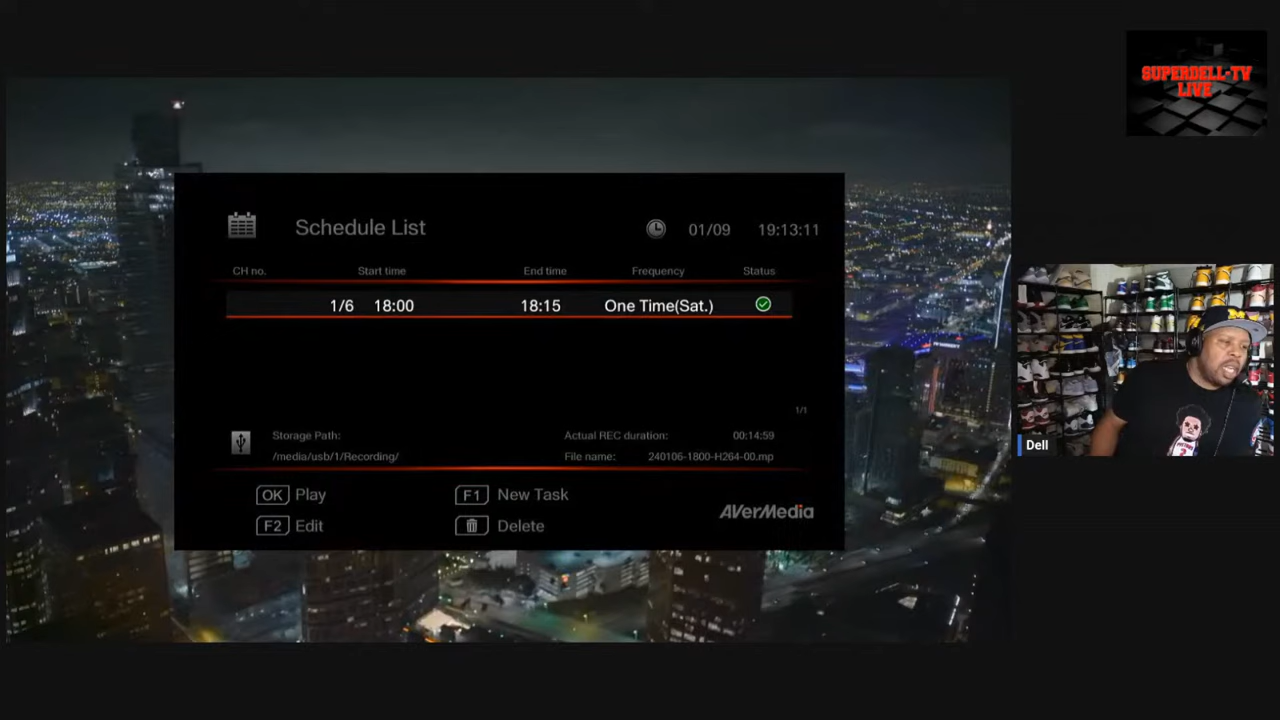 SUPERDELL-TV
LIVE
Schedule List 01/09 19:13:11
CH no. Start time End time Frequency Status
1/6 18:00 18:15 One Time(Sat.)
1/1
Storage Path: Actual REC duration: 00:14:59
/media/usb/1/Recording/ File name: 240106-1800-H264-00.mp
OK Play F1 New Task
F2 Edit Delete
AVerMedia
Dell